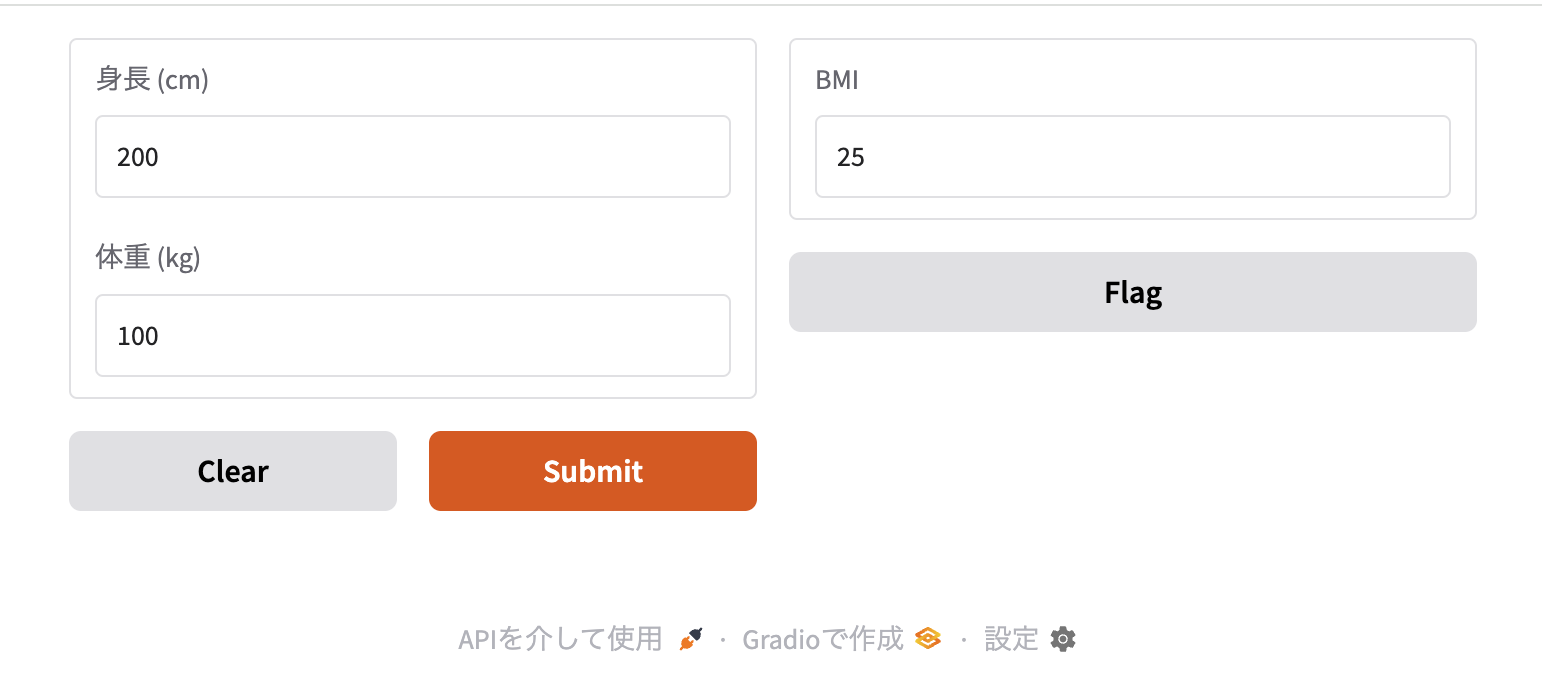 身長 (cm)
200
体重 (kg)
100
Clear
Submit
BMI
25
Flag
APIを介して使用 · Gradioで作成 · 設定